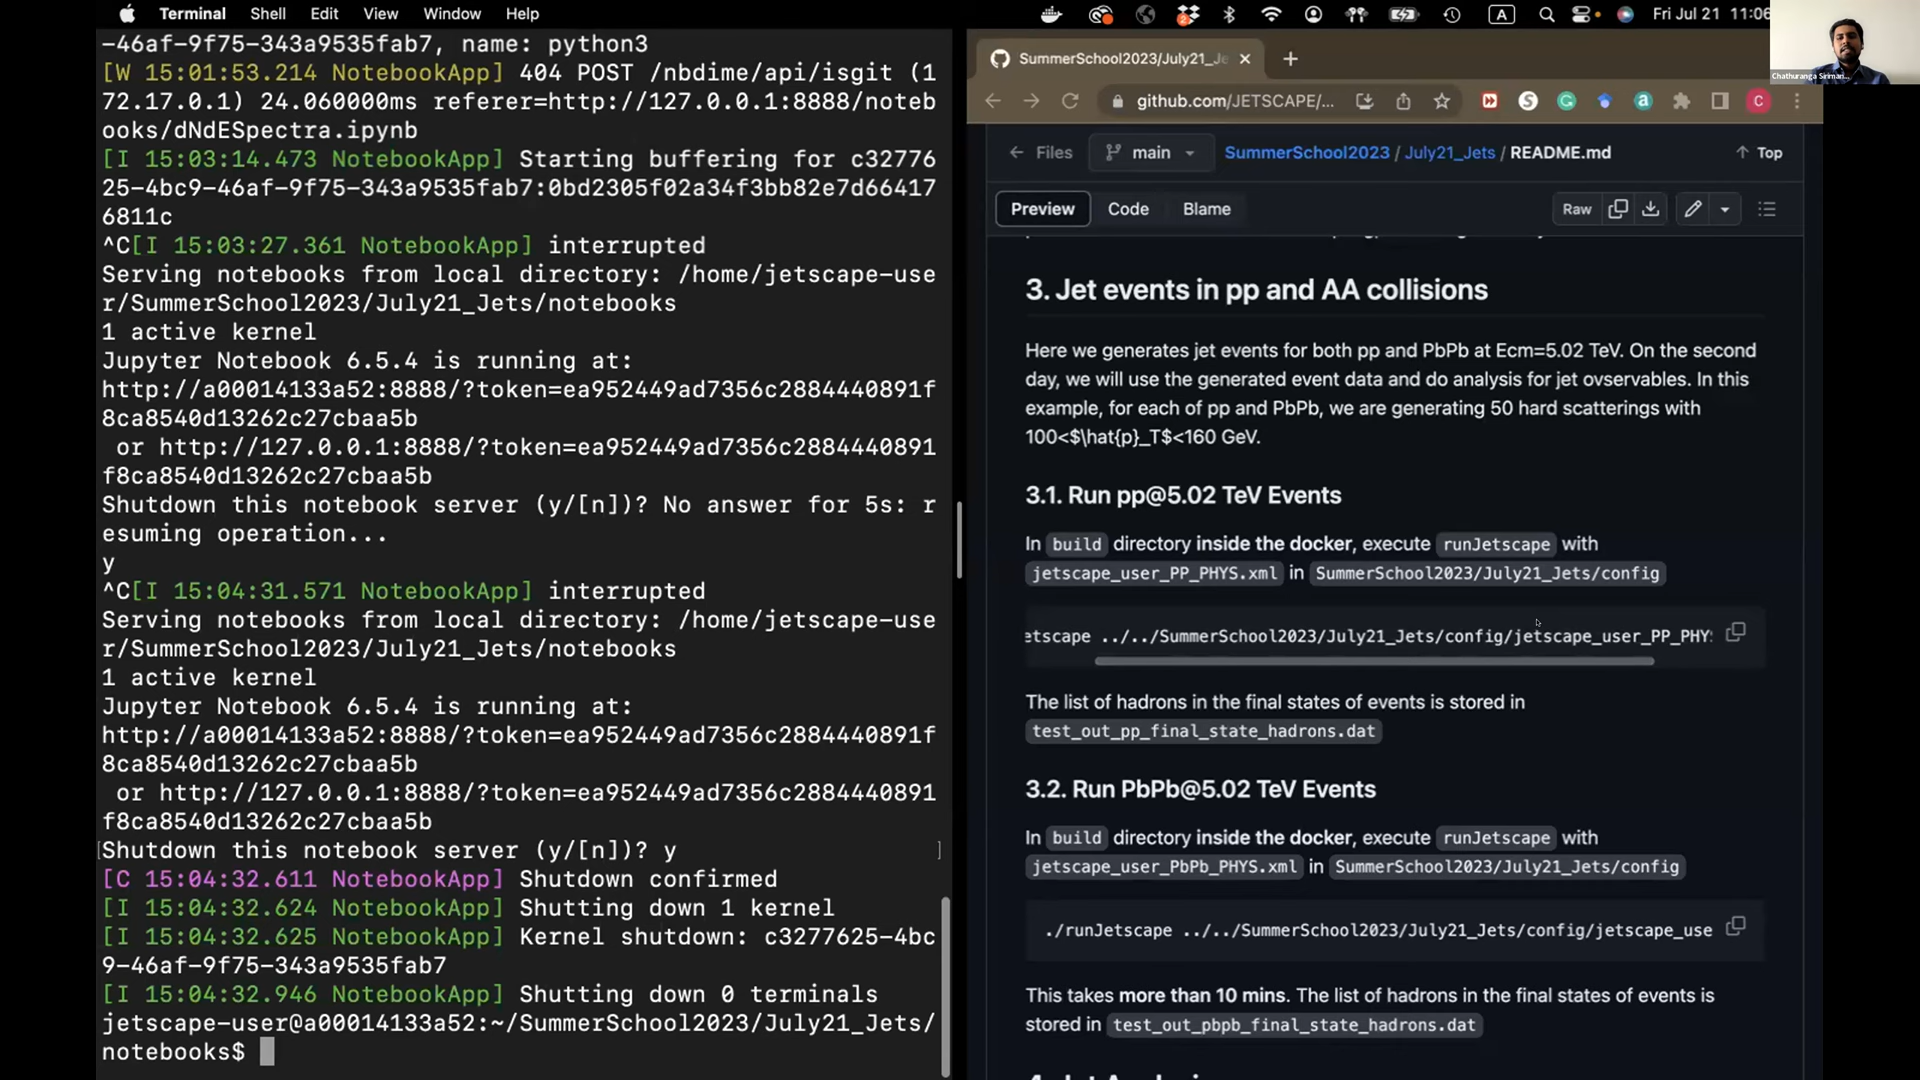 Terminal Shell Edit View Window Help
A Fri Jul 21 11:06
-46af-9f75-343a9535fab7, name: python3
[W 15:01:53.214 NotebookApp] 404 POST /nbdime/api/isgit (1
72.17.0.1) 24.060000ms referer=http://127.0.0.1:8888/noteb
ooks/dNdESpectra.ipynb
[I 15:03:14.473 NotebookApp] Starting buffering for c32776
25-4bc9-46af-9f75-343a9535fab7:0bd2305f02a34f3bb82e7d66417
6811c
^C[I 15:03:27.361 NotebookApp] interrupted
Serving notebooks from local directory: /home/jetscape-use
r/SummerSchool2023/July21_Jets/notebooks
1 active kernel
Jupyter Notebook 6.5.4 is running at:
http://a00014133a52:8888/?token=ea952449ad7356c2884440891f
8ca8540d13262c27cbaa5b
or http://127.0.0.1:8888/?token=ea952449ad7356c2884440891
f8ca8540d13262c27cbaa5b
Shutdown this notebook server (y/[n])? No answer for 5s: r
esuming operation...
y
^C[I 15:04:31.571 NotebookApp] interrupted
Serving notebooks from local directory: /home/jetscape-use
r/SummerSchool2023/July21_Jets/notebooks
1 active kernel
Jupyter Notebook 6.5.4 is running at:
http://a00014133a52:8888/?token=ea952449ad7356c2884440891f
8ca8540d13262c27cbaa5b
or http://127.0.0.1:8888/?token=ea952449ad7356c2884440891
f8ca8540d13262c27cbaa5b
[Shutdown this notebook server (y/[n])? y ]
[C 15:04:32.611 NotebookApp] Shutdown confirmed
[I 15:04:32.624 NotebookApp] Shutting down 1 kernel
[I 15:04:32.625 NotebookApp] Kernel shutdown: c3277625-4bc
9-46af-9f75-343a9535fab7
[I 15:04:32.946 NotebookApp] Shutting down 0 terminals
jetscape-user@a00014133a52:~/SummerSchool2023/July21_Jets/
notebooks$
SummerSchool2023/July21_Je
github.com/JETSCAPE/...
C
Files main SummerSchool2023 / July21_Jets / README.md Top
Preview Code Blame Raw
3. Jet events in pp and AA collisions
Here we generates jet events for both pp and PbPb at Ecm=5.02 TeV. On the second
day, we will use the generated event data and do analysis for jet ovservables. In this
example, for each of pp and PbPb, we are generating 50 hard scatterings with
100<$\hat{p}_T$<160 GeV.
3.1. Run pp@5.02 TeV Events
In build directory inside the docker, execute runJetscape with
jetscape_user_PP_PHYS.xml in SummerSchool2023/July21_Jets/config
etscape ../../SummerSchool2023/July21_Jets/config/jetscape_user_PP_PHY
The list of hadrons in the final states of events is stored in
test_out_pp_final_state_hadrons.dat
3.2. Run PbPb@5.02 TeV Events
In build directory inside the docker, execute runJetscape with
jetscape_user_PbPb_PHYS.xml in SummerSchool2023/July21_Jets/config
./runJetscape ../../SummerSchool2023/July21_Jets/config/jetscape_use
This takes more than 10 mins. The list of hadrons in the final states of events is
stored in test_out_pbpb_final_state_hadrons.dat
Chathuranga Siriman...